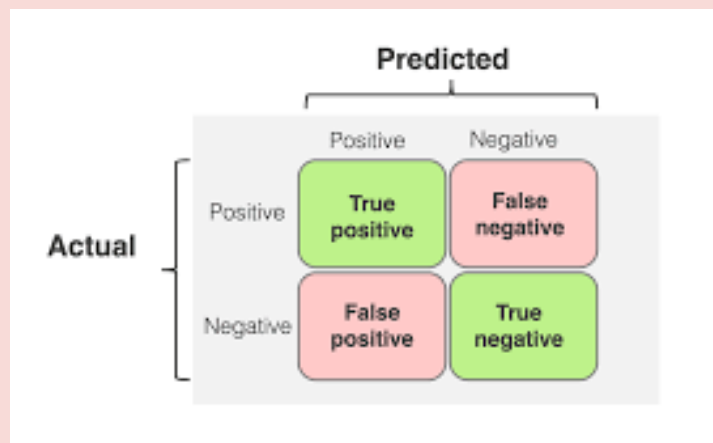 Predicted
Positive Negative
Positive
True
positive
False
negative
Actual
Negative
False
positive
True
negative